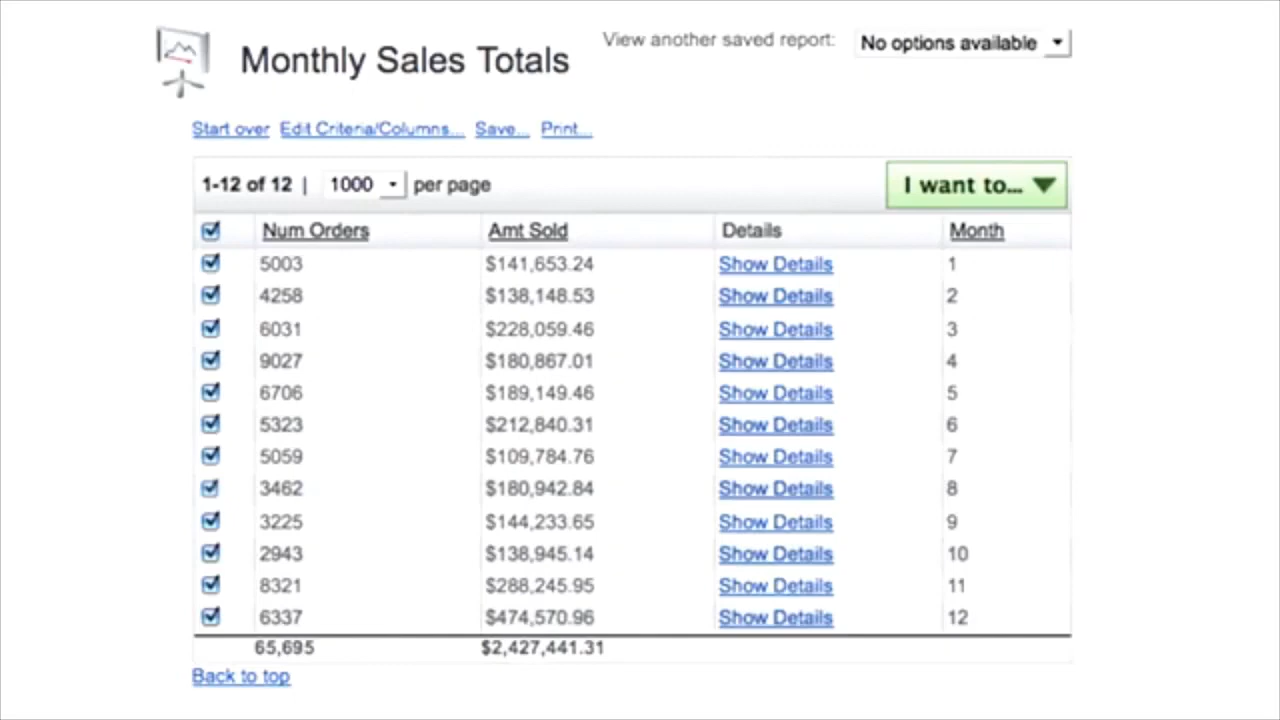 View another saved report: No options available
Monthly Sales Totals
Start over Edit Criteria/Columns... Save... Print...
1-12 of 12 | 1000 per page I want to...
Num Orders Amt Sold Details Month
5003 $141,653.24 Show Details 1
4258 $138,148.53 Show Details 2
6031 $228,059.46 Show Details 3
9027 $180,867.01 Show Details 4
6706 $189,149.46 Show Details 5
5323 $212,840.31 Show Details 6
5059 $109,784.76 Show Details 7
3462 $180,942.84 Show Details 8
3225 $144,233.65 Show Details 9
2943 $138,945.14 Show Details 10
8321 $288,245.95 Show Details 11
6337 $474,570.96 Show Details 12
65,695 $2,427,441.31
Back to top